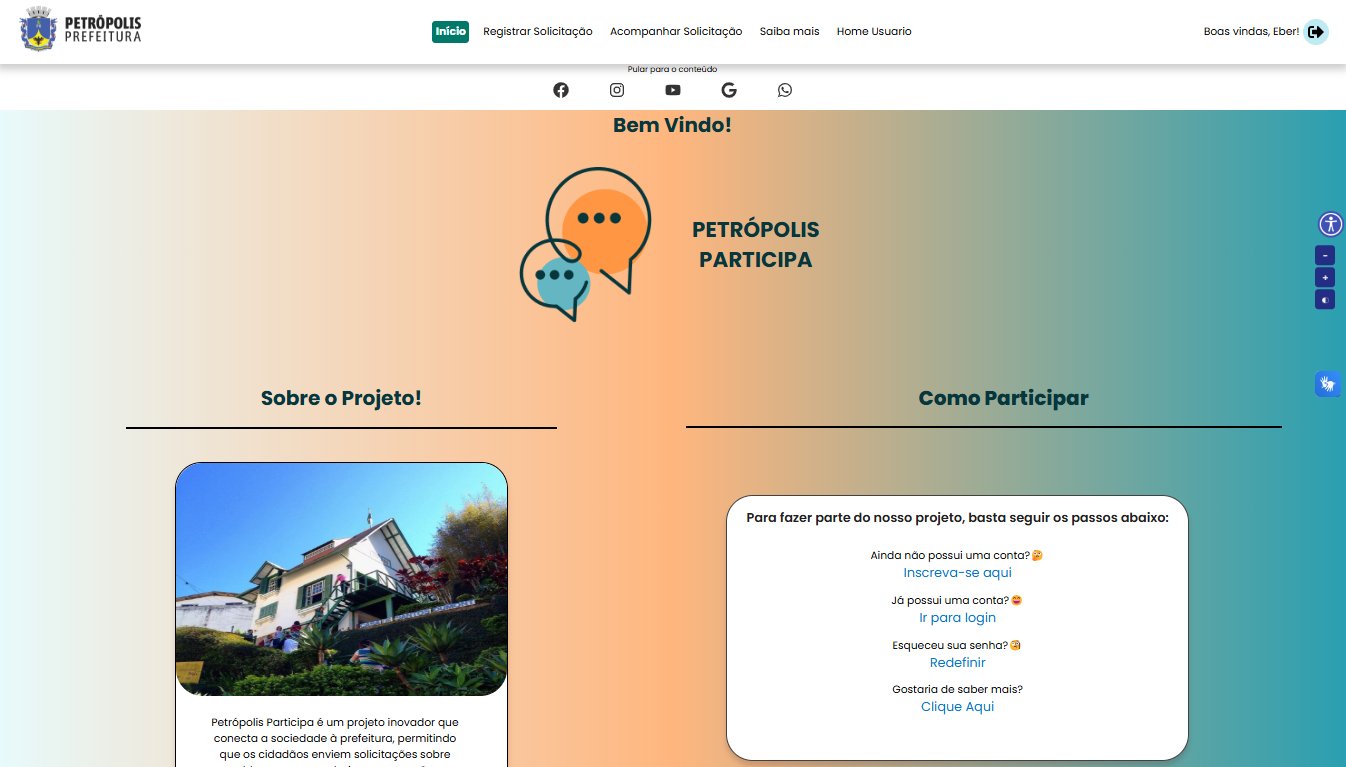 PETRÓPOLIS
PREFEITURA
Início
Registrar Solicitação
Acompanhar Solicitação
Saiba mais
Home Usuario
Boas vindas, Eber!
Pular para o conteúdo
Bem Vindo!
PETRÓPOLIS
PARTICIPA
-
+
Sobre o Projeto!
Como Participar
Para fazer parte do nosso projeto, basta seguir os passos abaixo:
Ainda não possui uma conta?🤔
Inscreva-se aqui
Já possui uma conta?😍
Ir para login
Esqueceu sua senha?🧐
Redefinir
Gostaria de saber mais?
Clique Aqui
SANTOS DUMONT
Petrópolis Participa é um projeto inovador que
conecta a sociedade à prefeitura, permitindo
que os cidadãos enviem solicitações sobre